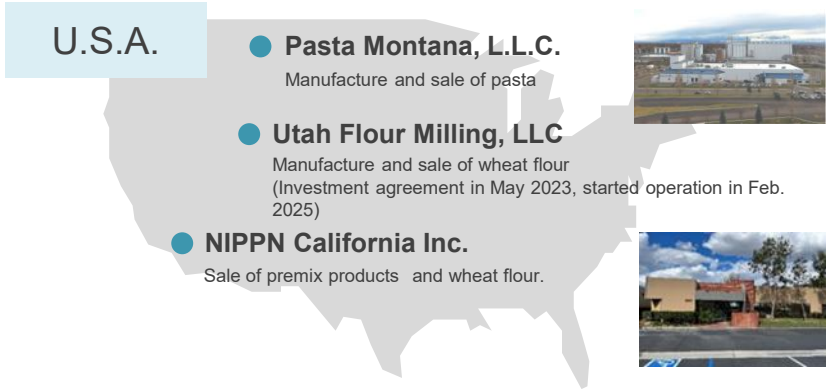 U.S.A.
Pasta Montana, L.L.C.
Manufacture and sale of pasta
Utah Flour Milling, LLC
Manufacture and sale of wheat flour
(Investment agreement in May 2023, started operation in Feb.
2025)
NIPPN California Inc.
Sale of premix products and wheat flour.